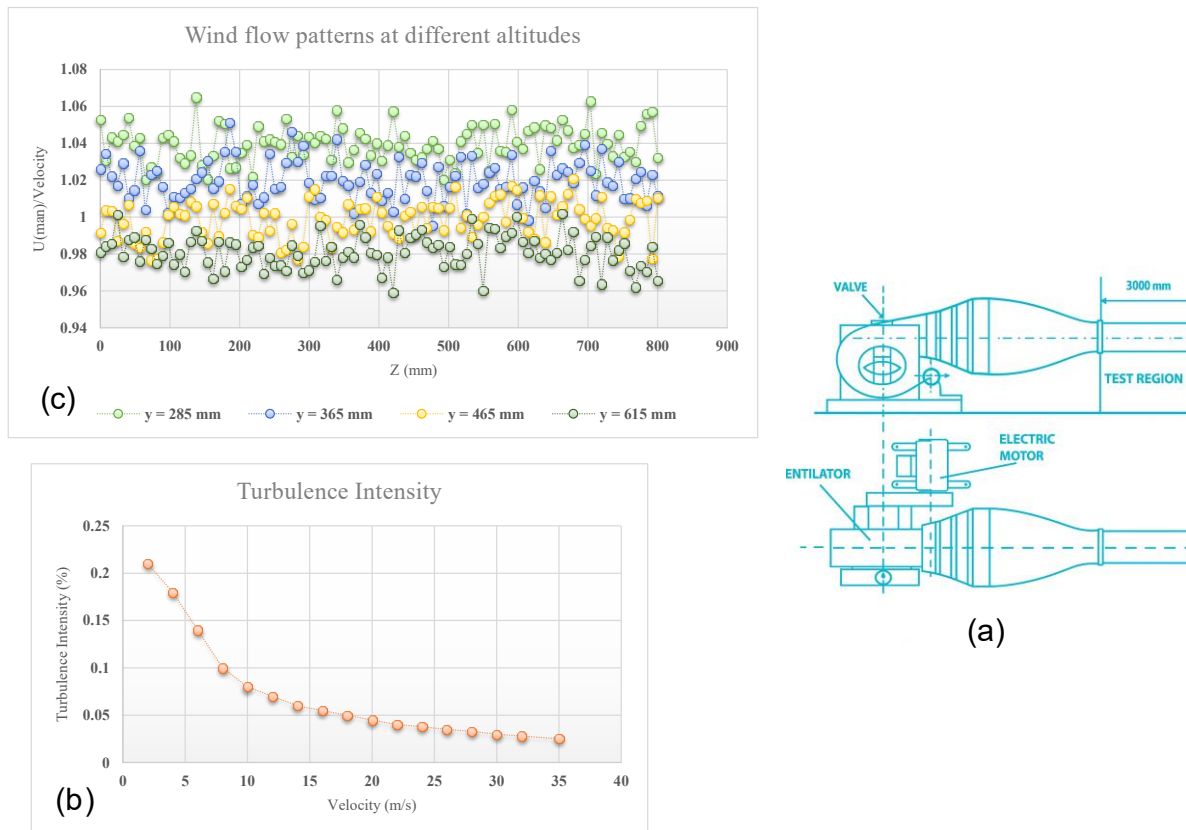 Wind flow patterns at different altitudes
U(man)/Velocity
1.08
1.06
1.04
1.02
1
0.98
0.96
0.94
0 100 200 300 400 500 600 700 800 900
Z (mm)
y = 285 mm y = 365 mm y = 465 mm y = 615 mm
(c)
Turbulence Intensity
Turbulence Intensity (%)
0.25
0.2
0.15
0.1
0.05
0
0 5 10 15 20 25 30 35 40
Velocity (m/s)
(b)
VALVE
3000 mm
TEST REGION
ELECTRIC
MOTOR
ENTILATOR
(a)